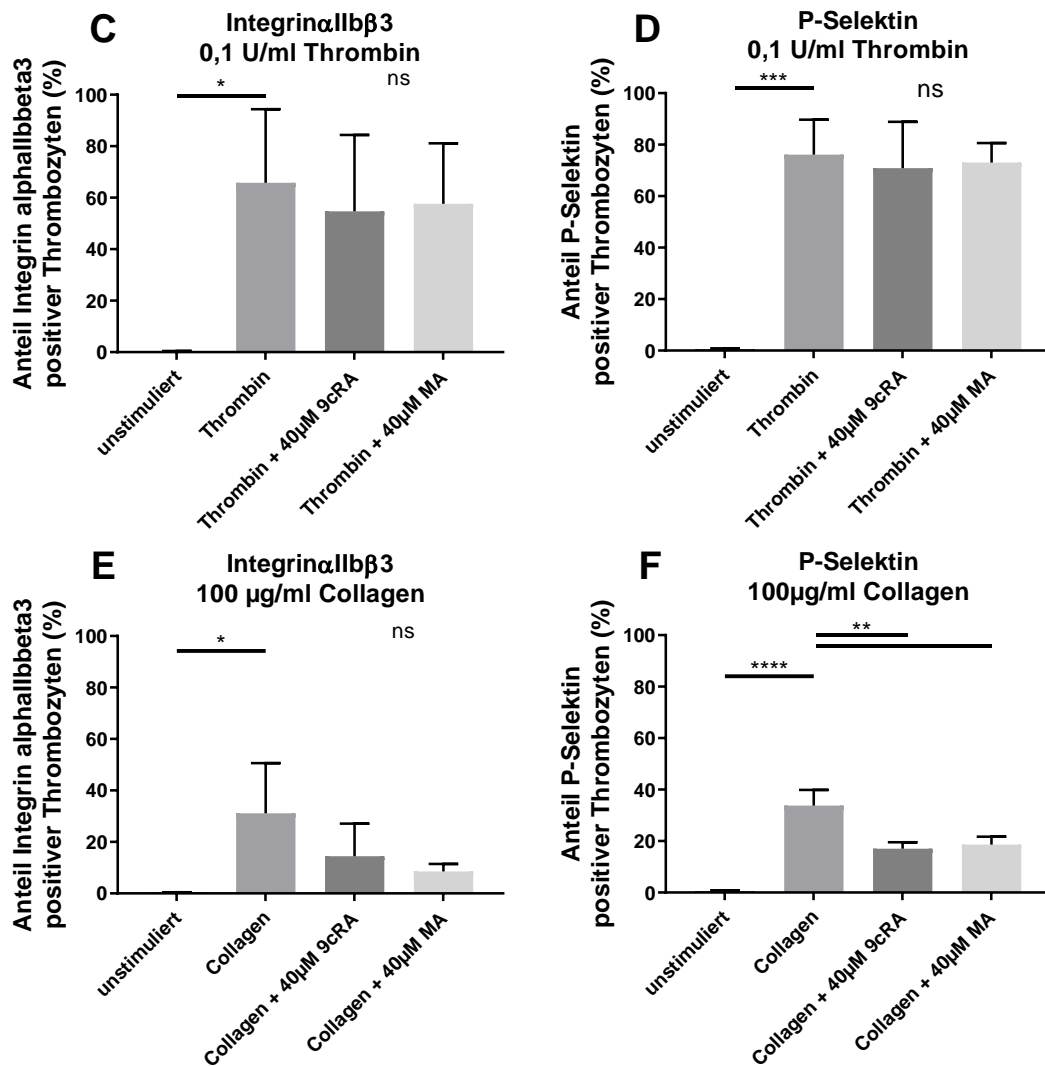 C
Integrinαllbβ3
0,1 U/ml Thrombin
*
ns
Anteil Integrin alphaIIbbeta3
positiver Thrombozyten (%)
100
80
60
40
20
0
unstimuliert
Thrombin
Thrombin + 40µM 9cRA
Thrombin + 40µM MA
D
P-Selektin
0,1 U/ml Thrombin
***
ns
Anteil P-Selektin
positiver Thrombozyten (%)
100
80
60
40
20
0
unstimuliert
Thrombin
Thrombin + 40µM 9cRA
Thrombin + 40µM MA
E
Integrinαllbβ3
100 µg/ml Collagen
*
ns
Anteil Integrin alphaIIbbeta3
positiver Thrombozyten (%)
100
80
60
40
20
0
unstimuliert
Collagen
Collagen + 40µM 9cRA
Collagen + 40µM MA
F
P-Selektin
100µg/ml Collagen
**
****
Anteil P-Selektin
positiver Thrombozyten (%)
100
80
60
40
20
0
unstimuliert
Collagen
Collagen + 40µM 9cRA
Collagen + 40µM MA